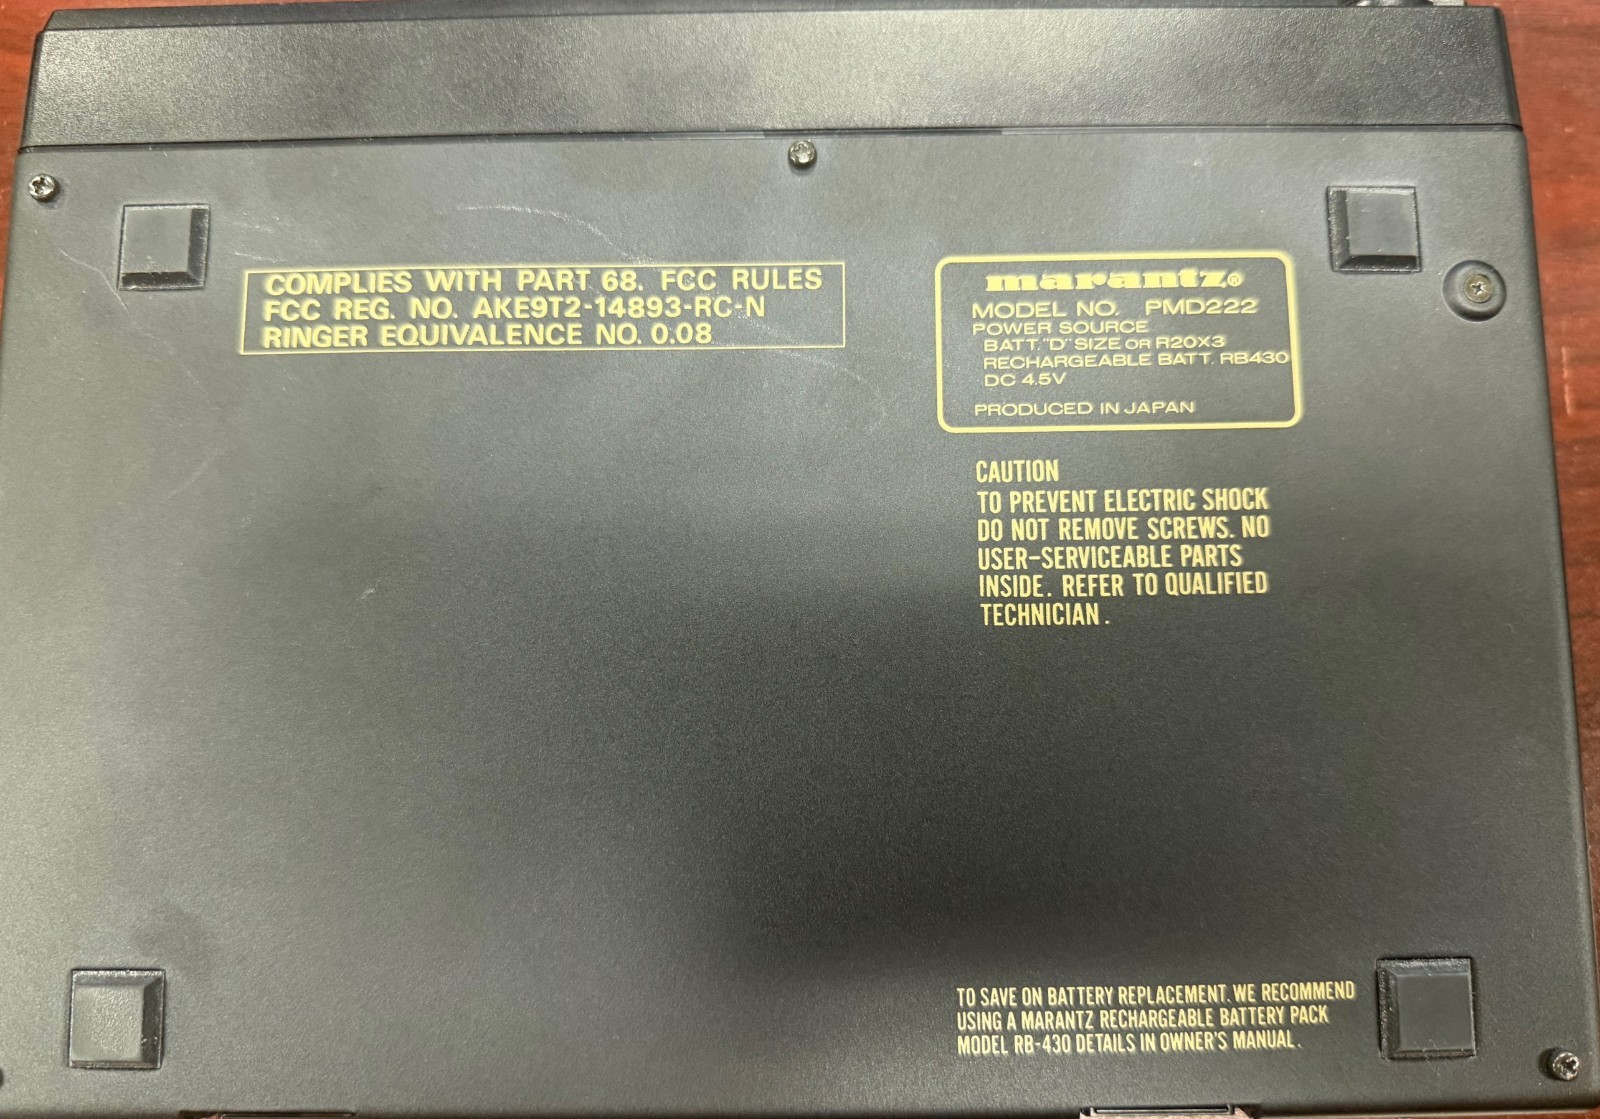 COMPLIES WITH PART 68. FCC RULES
FCC REG. NO. AKE9T2-14893-RC-N
RINGER EQUIVALENCE NO. 0.08
marantz®
MODEL NO. PMD222
POWER SOURCE
BATT. "D" SIZE OR R20X3
RECHARGEABLE BATT. RB430
DC 4.5V
PRODUCED IN JAPAN
CAUTION
TO PREVENT ELECTRIC SHOCK
DO NOT REMOVE SCREWS. NO
USER-SERVICEABLE PARTS
INSIDE. REFER TO QUALIFIED
TECHNICIAN.
TO SAVE ON BATTERY REPLACEMENT. WE RECOMMEND
USING A MARANTZ RECHARGEABLE BATTERY PACK
MODEL RB-430 DETAILS IN OWNER'S MANUAL.